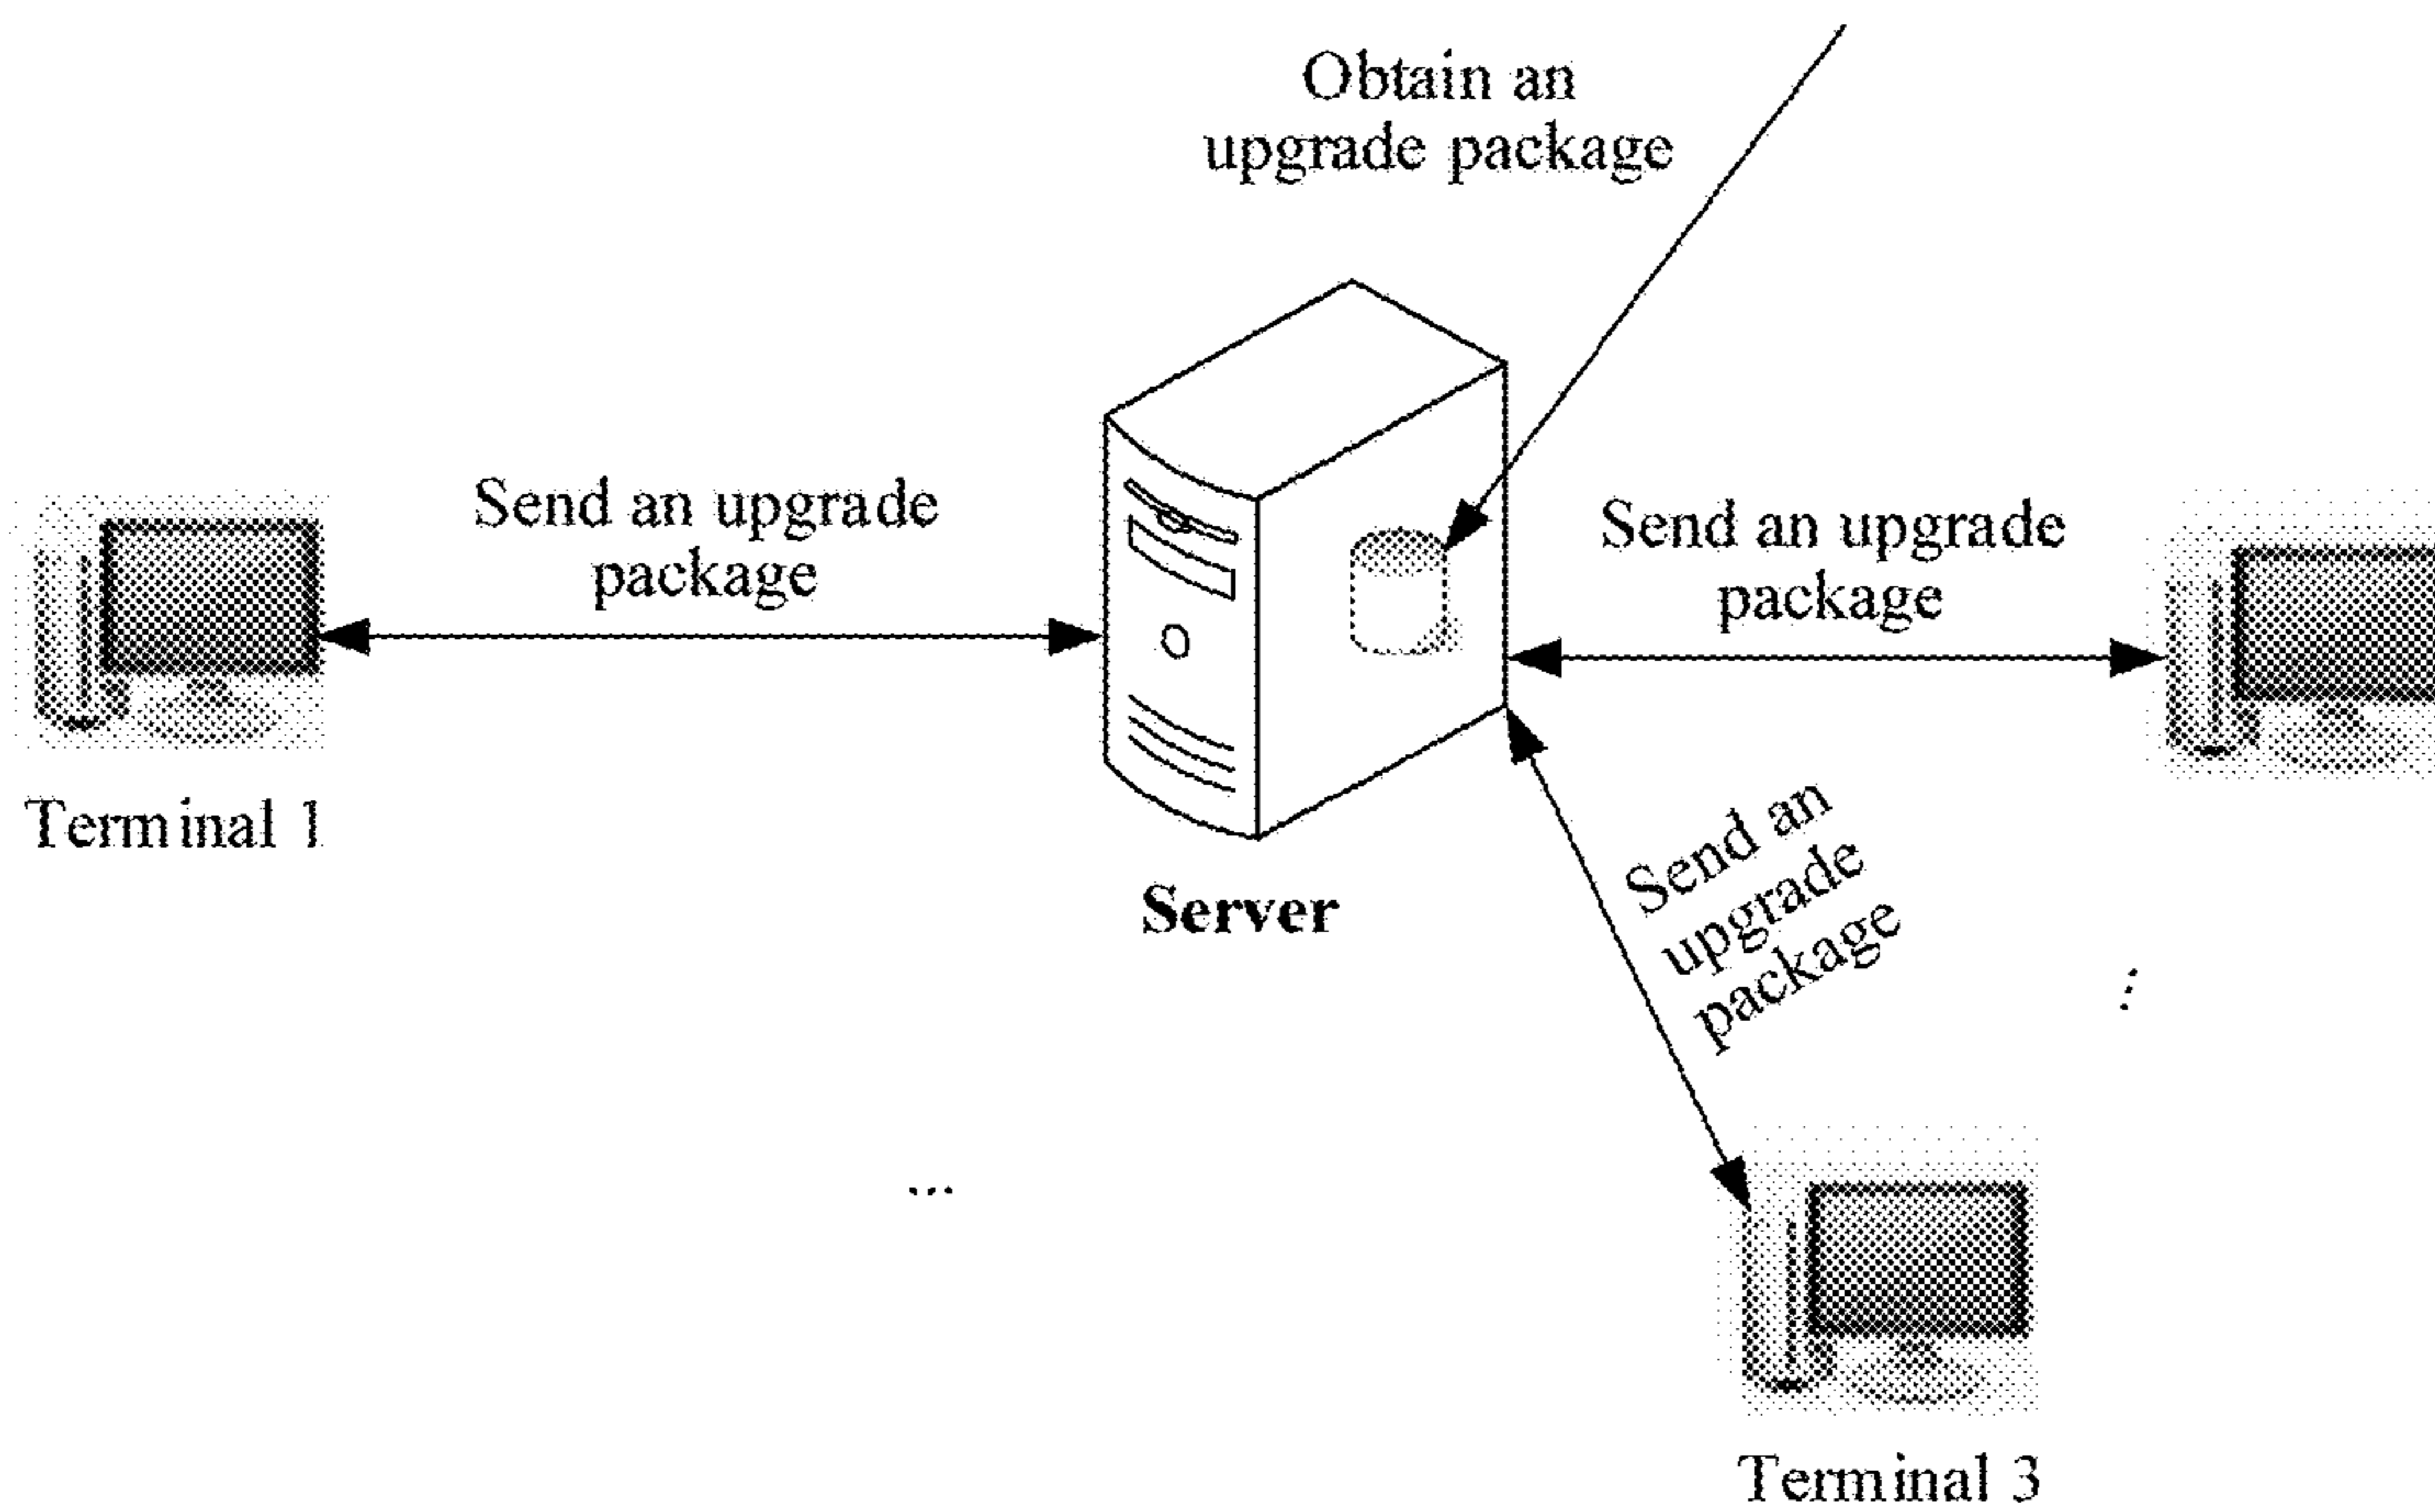 Obtain an
upgrade package
Send an upgrade
package
Send an upgrade
package
Terminal 1
Server
Send an
upgrade
package
...
...
Terminal 3